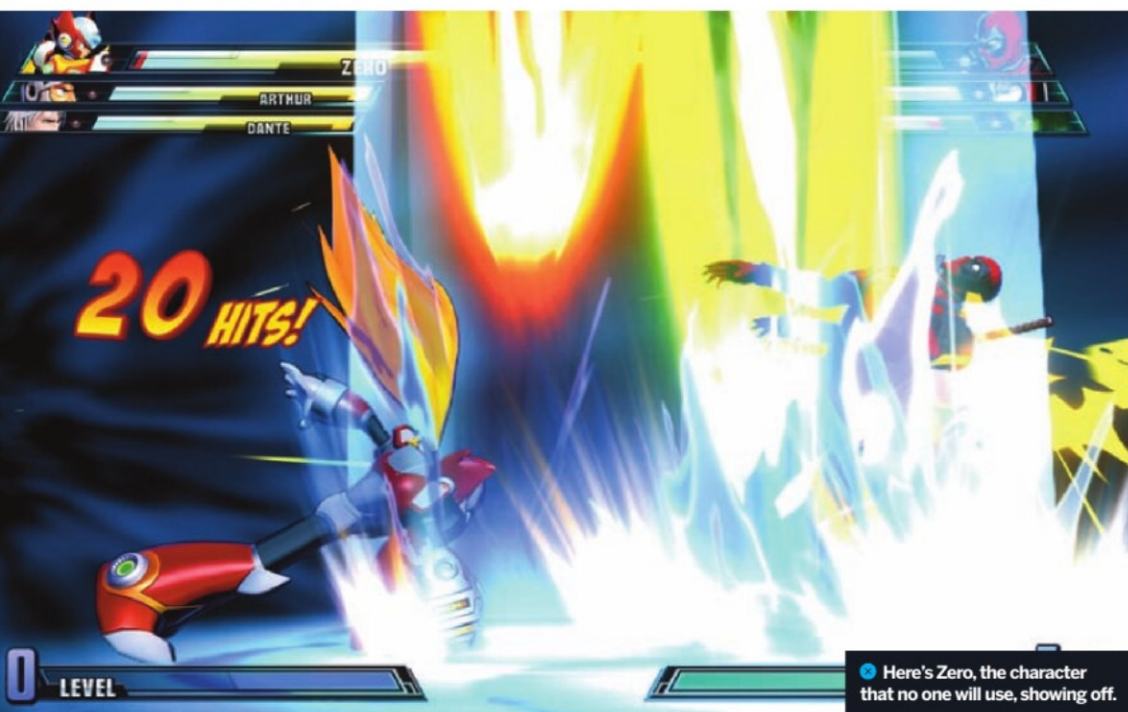 ZERO
ARTHUR
DANTE
20 HITS!
0 LEVEL
Here's Zero, the character
that no one will use, showing off.